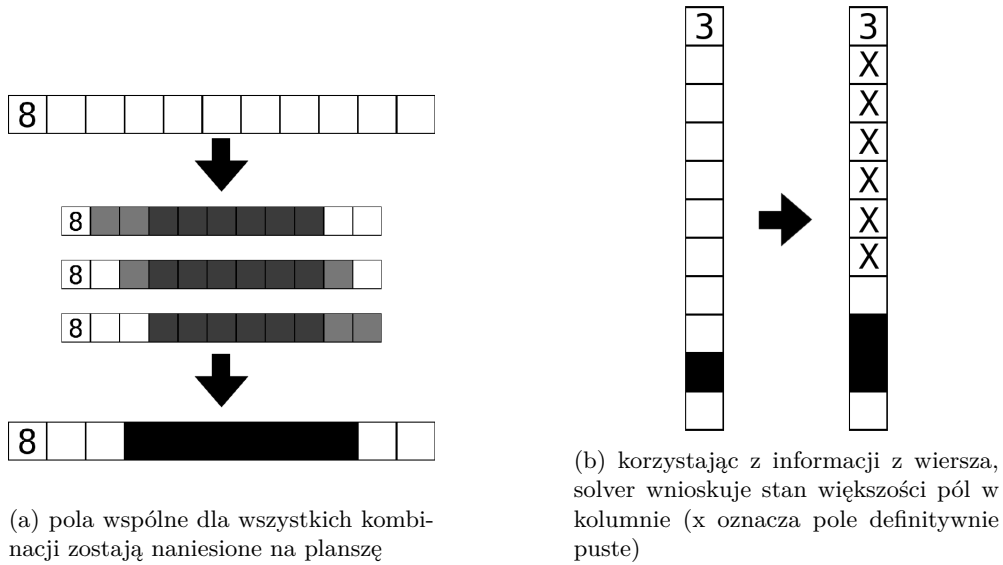 8
8
8
8
8
(a) pola wspólne dla wszystkich kombi-
nacji zostają naniesione na planszę
3 3
X
X
X
X
X
X
(b) korzystając z informacji z wiersza,
solver wnioskuje stan większości pól w
kolumnie (x oznacza pole definitywnie
puste)